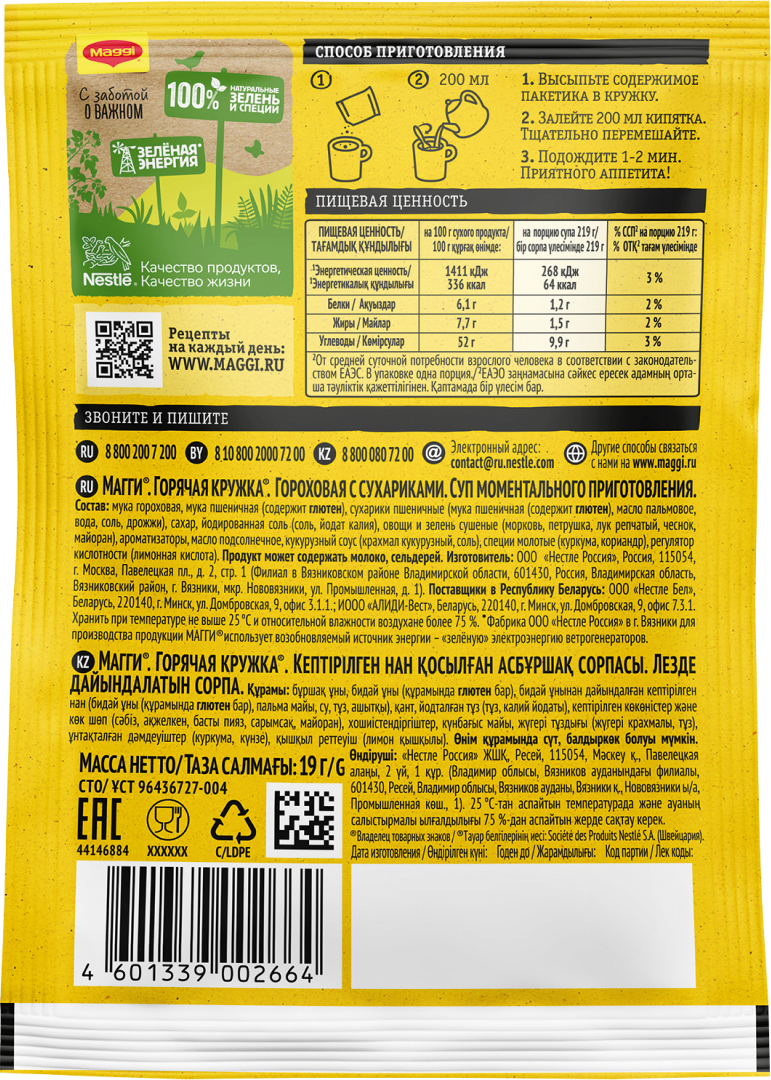 Maggi
С заботой
О ВАЖНОМ
100%
НАТУРАЛЬНЫЕ
ЗЕЛЕНЬ
И СПЕЦИИ
ЗЕЛЁНАЯ*
ЭНЕРГИЯ
Nestlé®
Качество продуктов,
Качество жизни
Рецепты
на каждый день:
WWW.MAGGI.RU
СПОСОБ ПРИГОТОВЛЕНИЯ
1
2 200 МЛ
1. Высыпьте содержимое
пакетика в кружку.
2. Залейте 200 мл кипятка.
Тщательно перемешайте.
3. Подождите 1-2 мин.
Приятного аппетита!
ПИЩЕВАЯ ЦЕННОСТЬ
ПИЩЕВАЯ ЦЕННОСТЬ/ на 100 г сухого продукта/ на порцию супа 219 г/ % ССП² на порцию 219 г:
ТАҒАМДЫҚ ҚҰНДЫЛЫҒЫ 100 г құрғақ өнімде: бір сорпа үлесімінде 219 г % ОТҚ² тағам үлесімінде
¹Энергетическая ценность/ 1411 кДж 268 кДж 3 %
¹Энергетикалық құндылығы 336 ккал 64 ккал
Белки / Ақуыздар 6,1 г 1,2 г 2 %
Жиры / Майлар 7,7 г 1,5 г 2 %
Углеводы / Көмірсулар 52 г 9,9 г 3 %
²От средней суточной потребности взрослого человека в соответствии с законодатель-
ством ЕАЭС. В упаковке одна порция./²ЕАЭО заңнамасына сәйкес ересек адамның орта-
ша тәуліктік қажеттілігінен. Қаптамада бір үлесім бар.
ЗВОНИТЕ И ПИШИТЕ
RU 8 800 200 7 200 BY 8 10 800 2000 72 00 KZ 8 800 080 72 00 @ Электронный адрес:
contact@ru.nestle.com
Другие способы связаться
с нами на www.maggi.ru
RU МАГГИ®. ГОРЯЧАЯ КРУЖКА®. ГОРОХОВАЯ С СУХАРИКАМИ. СУП МОМЕНТАЛЬНОГО ПРИГОТОВЛЕНИЯ.
Состав: мука гороховая, мука пшеничная (содержит глютен), сухарики пшеничные (мука пшеничная (содержит глютен), масло пальмовое,
вода, соль, дрожжи), сахар, йодированная соль (соль, йодат калия), овощи и зелень сушеные (морковь, петрушка, лук репчатый, чеснок,
майоран), ароматизаторы, масло подсолнечное, кукурузный соус (крахмал кукурузный, соль), специи молотые (куркума, кориандр), регулятор
кислотности (лимонная кислота). Продукт может содержать молоко, сельдерей. Изготовитель: ООО «Нестле Россия», Россия, 115054,
г. Москва, Павелецкая пл., д. 2, стр. 1 (Филиал в Вязниковском районе Владимирской области, 601430, Россия, Владимирская область,
Вязниковский район, г. Вязники, мкр. Нововязники, ул. Промышленная, д. 1). Поставщики в Республику Беларусь: ООО «Нестле Бел»,
Беларусь, 220140, г. Минск, ул. Домбровская, 9, офис 3.1.1.; ИООО «АЛИДИ-Вест», Беларусь, 220140, г. Минск, ул. Домбровская, 9, офис 7.3.1.
Хранить при температуре не выше 25°С и относительной влажности воздуха не более 75 %. *Фабрика ООО «Нестле Россия» в г. Вязники для
производства продукции МАГГИ® использует возобновляемый источник энергии – «зелёную» электроэнергию ветрогенераторов.
KZ МАГГИ®. ГОРЯЧАЯ КРУЖКА®. КЕПТІРІЛГЕН НАН ҚОСЫЛҒАН АСБҰРШАҚ СОРПАСЫ. ЛЕЗДЕ
ДАЙЫНДАЛАТЫН СОРПА. Құрамы: бұршақ ұны, бидай ұны (құрамында глютен бар), бидай ұнынан дайындалған кептірілген
нан (бидай ұны (құрамында глютен бар), пальма майы, су, тұз, ашытқы), қант, йодталған тұз (тұз, калий йодаты), кептірілген көкөністер және
көк шөп (сәбіз, ақжелкен, басты пияз, сарымсақ, майоран), хошиістендіргіштер, күнбағыс майы, жүгері тұздығы (жүгері крахмалы, тұз),
ұнтақталған дәмдеуіштер (куркума, күнзе), қышқыл реттеуіш (лимон қышқылы). Өнім құрамында сүт, балдыркөк болуы мүмкін.
Өндіруші: «Нестле Россия» ЖШҚ, Ресей, 115054, Мәскеу қ., Павелецкая
алаңы, 2 үй, 1 құр. (Владимир облысы, Вязников ауданындағы филиалы,
601430, Ресей, Владимир облысы, Вязников ауданы, Вязники қ., Нововязники ы/а,
Промышленная көш., 1). 25 °С-тан аспайтын температурада және ауаның
салыстырмалы ылғалдылығы 75 %-дан аспайтын жерде сақтау керек.
®Владелец товарных знаков / ®Тауар белгілерінің иесі: Société des Produits Nestlé S.A. (Швейцария).
Дата изготовления / Өндірілген күні: Годен до / Жарамдылығы: Код партии / Лек коды:
МАССА НЕТТО/ТАЗА САЛМАҒЫ: 19 г/G
СТО/ ҰСТ 96436727-004
EAC
44146884 XXXXXX C/LDPE
4 601339 002664